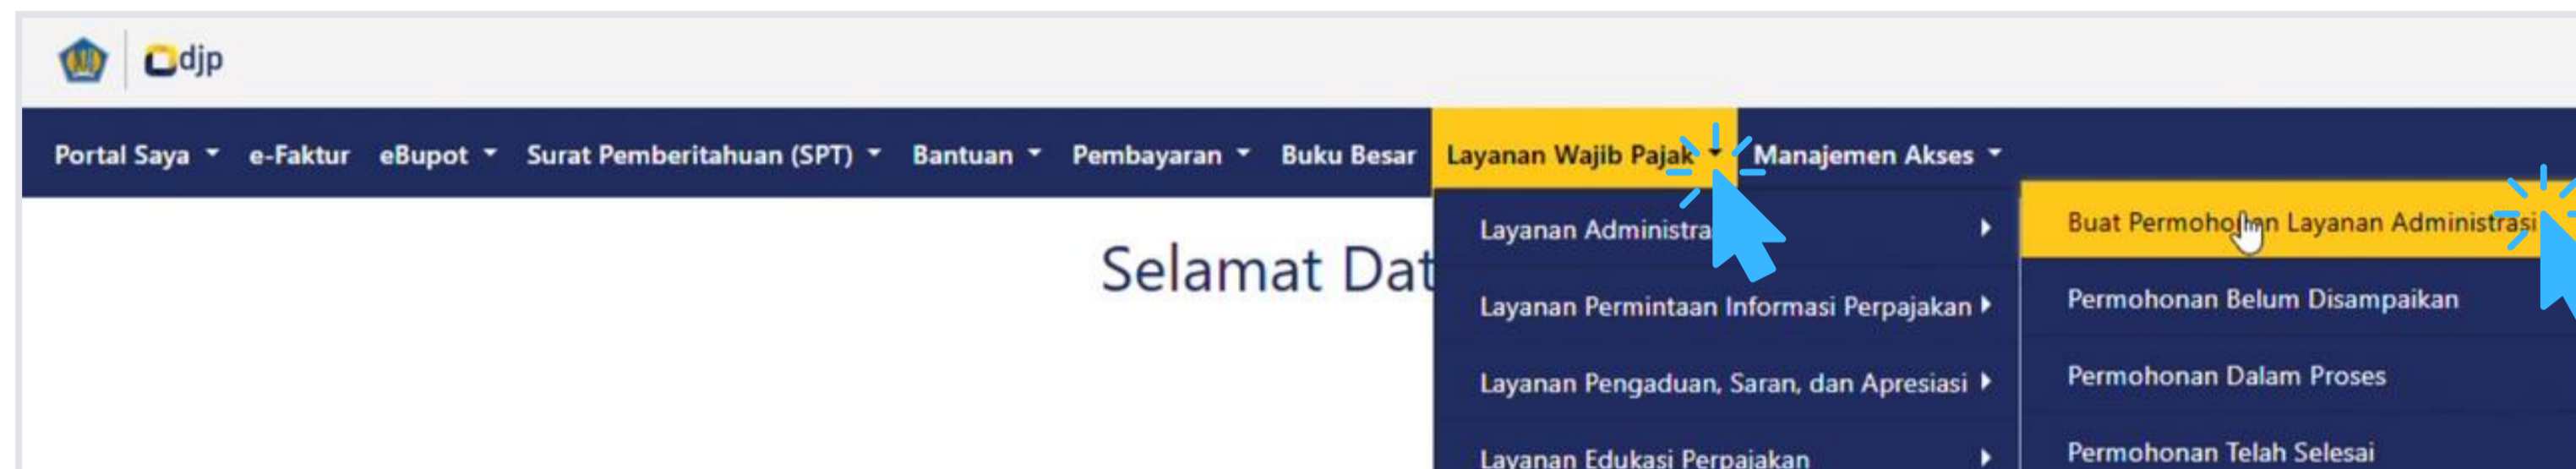 djp
Portal Saya e-Faktur eBupot Surat Pemberitahuan (SPT) Bantuan Pembayaran Buku Besar Layanan Wajib Pajak Manajemen Akses
Selamat Dat
Layanan Administra
Layanan Permintaan Informasi Perpajakan
Layanan Pengaduan, Saran, dan Apresiasi
Layanan Edukasi Perpajakan
Buat Permohonan Layanan Administrasi
Permohonan Belum Disampaikan
Permohonan Dalam Proses
Permohonan Telah Selesai